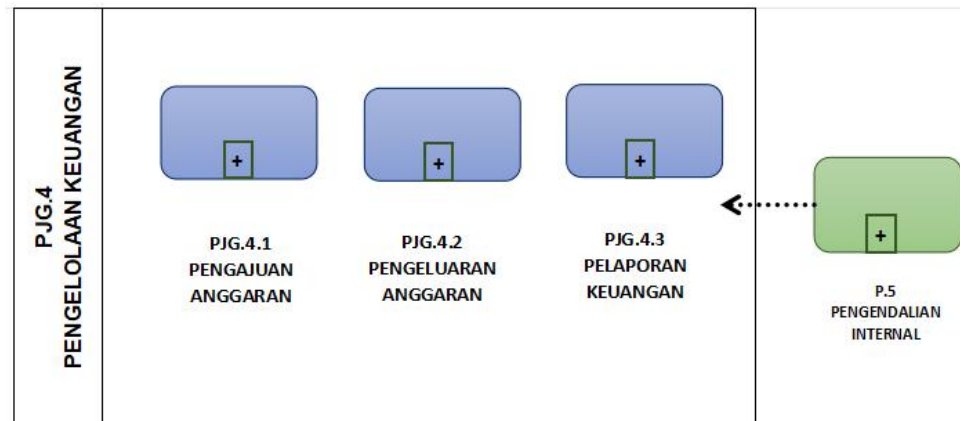 PJG.4
PENGELOLAAN KEUANGAN
+
+
+
PJG.4.1
PENGAJUAN
ANGGARAN
PJG.4.2
PENGELUARAN
ANGGARAN
PJG.4.3
PELAPORAN
KEUANGAN
+
P.5
PENGENDALIAN
INTERNAL